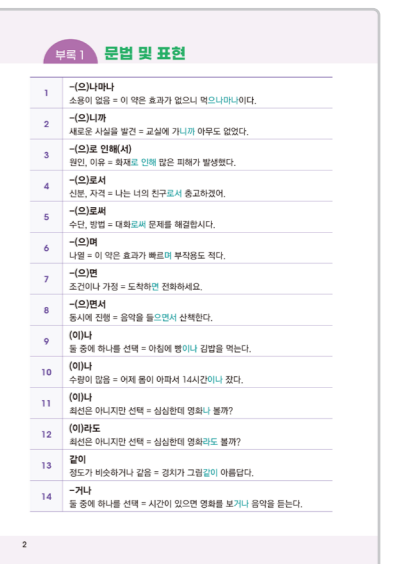 부록 1 문법 및 표현
1
-(으)나마나
소용이 없음 = 이 약은 효과가 없으니 먹으나마나이다.
2
-(으)니까
새로운 사실을 발견 = 교실에 가니까 아무도 없었다.
3
-(으)로 인해(서)
원인, 이유 = 화재로 인해 많은 피해가 발생했다.
4
-(으)로서
신분, 자격 = 나는 너의 친구로서 충고하겠어.
5
-(으)로써
수단, 방법 = 대화로써 문제를 해결합시다.
6
-(으)며
나열 = 이 약은 효과가 빠르며 부작용도 적다.
7
-(으)면
조건이나 가정 = 도착하면 전화하세요.
8
-(으)면서
동시에 진행 = 음악을 들으면서 산책한다.
9
(이)나
둘 중에 하나를 선택 = 아침에 빵이나 김밥을 먹는다.
10
(이)나
수량이 많음 = 어제 몸이 아파서 14시간이나 잤다.
11
(이)나
최선은 아니지만 선택 = 심심한데 영화나 볼까?
12
(이)라도
최선은 아니지만 선택 = 심심한데 영화라도 볼까?
13
같이
정도가 비슷하거나 같음 = 경치가 그림같이 아름답다.
14
-거나
둘 중에 하나를 선택 = 시간이 있으면 영화를 보거나 음악을 듣는다.
2